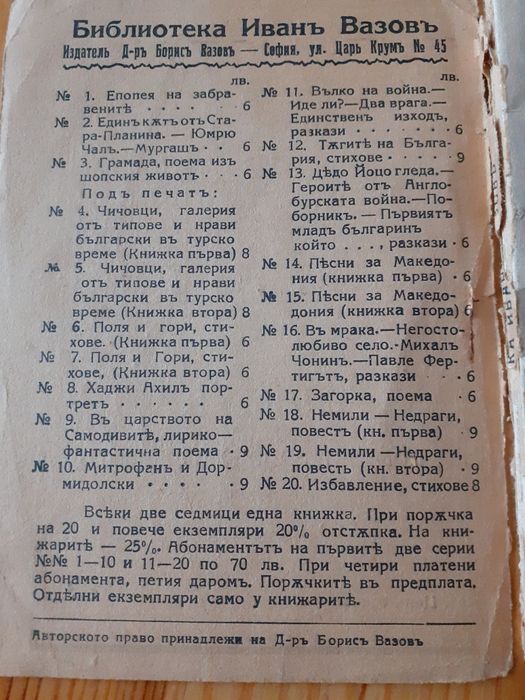 Библиотека Иванъ Вазовъ
Издатель Д-ръ Борисъ Вазовъ — София, ул. Царь Крумъ № 45
лв.
№ 1. Епопея на забра-
венитѣ · · · · · · · 6
№ 2. Единъ кѫтъ отъ Ста-
ра-Планина. — Юмрю
Чалъ.—Мургашъ · · 6
№ 3. Грамада, поема изъ
шопския животъ · · 6
Подъ печатъ:
№ 4. Чичовци, галерия
отъ типове и нрави
български въ турско
време (Книжка първа) 8
№ 5. Чичовци, галерия
отъ типове и нрави
български въ турско
време (Книжка втора) 8
№ 6. Поля и гори, сти-
хове. (Книжка първа) 6
№ 7. Поля и Гори, сти-
хове, (Книжка втора) 6
№ 8. Хаджи Ахилъ пор-
третъ · · · · · · 6
№ 9. Въ царството на
Самодивитѣ, лирико—
фантастична поема · 9
№ 10. Митрофанъ и Дор-
мидолски · · · · · 9
лв.
№ 11. Вълко на война.—
Иде ли?—Два врага.—
Единственъ изходъ,
разкази · · · · · · 6
№ 12. Тѫгитѣ на Бълга-
рия, стихове · · · · 9
№ 13. Дѣдо Йоцо гледа.—
Героитѣ отъ Англо-
бурската война.—По-
борникъ. — Първиятъ
младъ българинъ
който . . . , разкази · 6
№ 14. Пѣсни за Македо-
ния (книжка първа) · 6
№ 15. Пѣсни за Македо-
дония (книжка втора) 6
№ 16. Въ мрака.—Негосто-
любиво село.-Михалъ
Чонинъ.—Павле Фер-
тигътъ, разкази · · 6
№ 17. Загорка, поема · 6
№ 18. Немили — Недраги,
повестъ (кн. първа) · 9
№ 19. Немили —Недраги,
повесть (кн. втора) · 9
№ 20. Избавление, стихове 8
Всѣки две седмици една книжка. При порѫчка
на 20 и повече екземпляри 20% отстѫпка. На кни-
жаритѣ — 25%. Абонаментътъ на първитѣ две серии
№№ 1—10 и 11—20 по 70 лв. При четири платени
абонамента, петия даромъ. Порѫчкитѣ въ предплата.
Отдѣлни екземпляри само у книжаритѣ.
Авторското право принадлежи на Д-ръ Борисъ Вазовъ